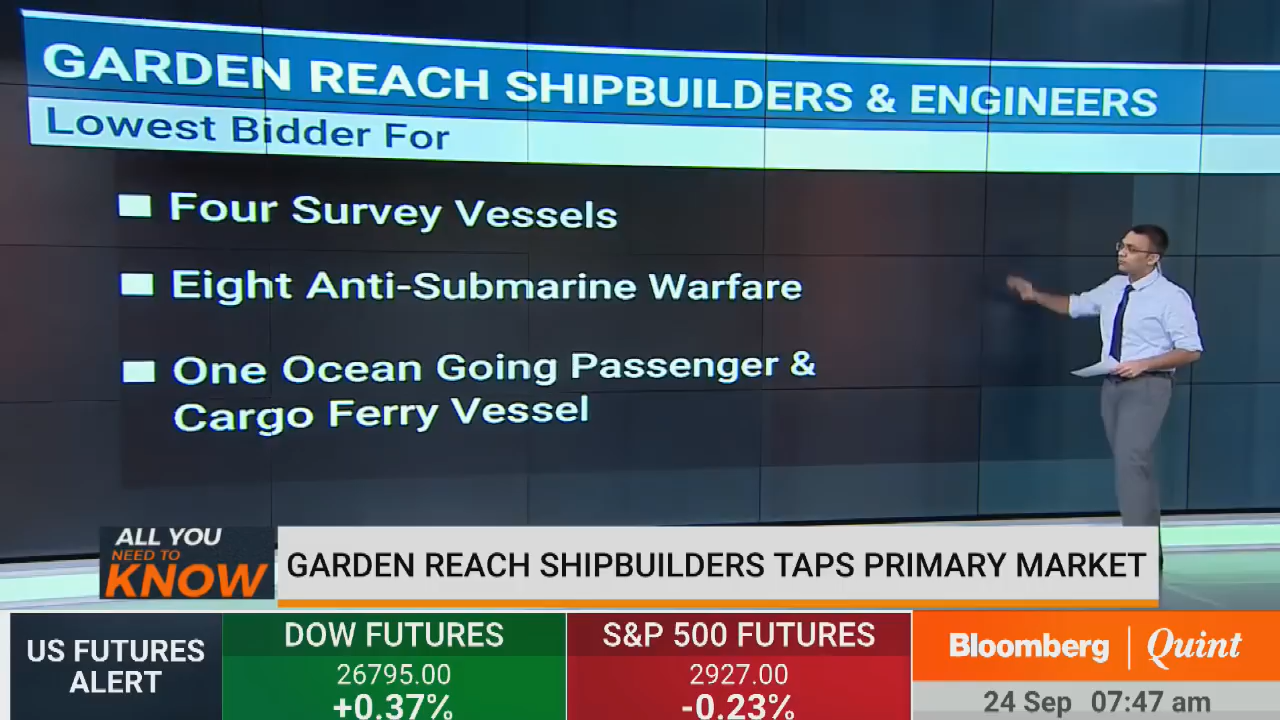 GARDEN REACH SHIPBUILDERS & ENGINEERS
Lowest Bidder For
Four Survey Vessels
Eight Anti-Submarine Warfare
One Ocean Going Passenger &
Cargo Ferry Vessel
ALL YOU
NEED TO
KNOW
GARDEN REACH SHIPBUILDERS TAPS PRIMARY MARKET
US FUTURES
ALERT
DOW FUTURES
26795.00
+0.37%
S&P 500 FUTURES
2927.00
-0.23%
Bloomberg | Quint
24 Sep 07:47 am